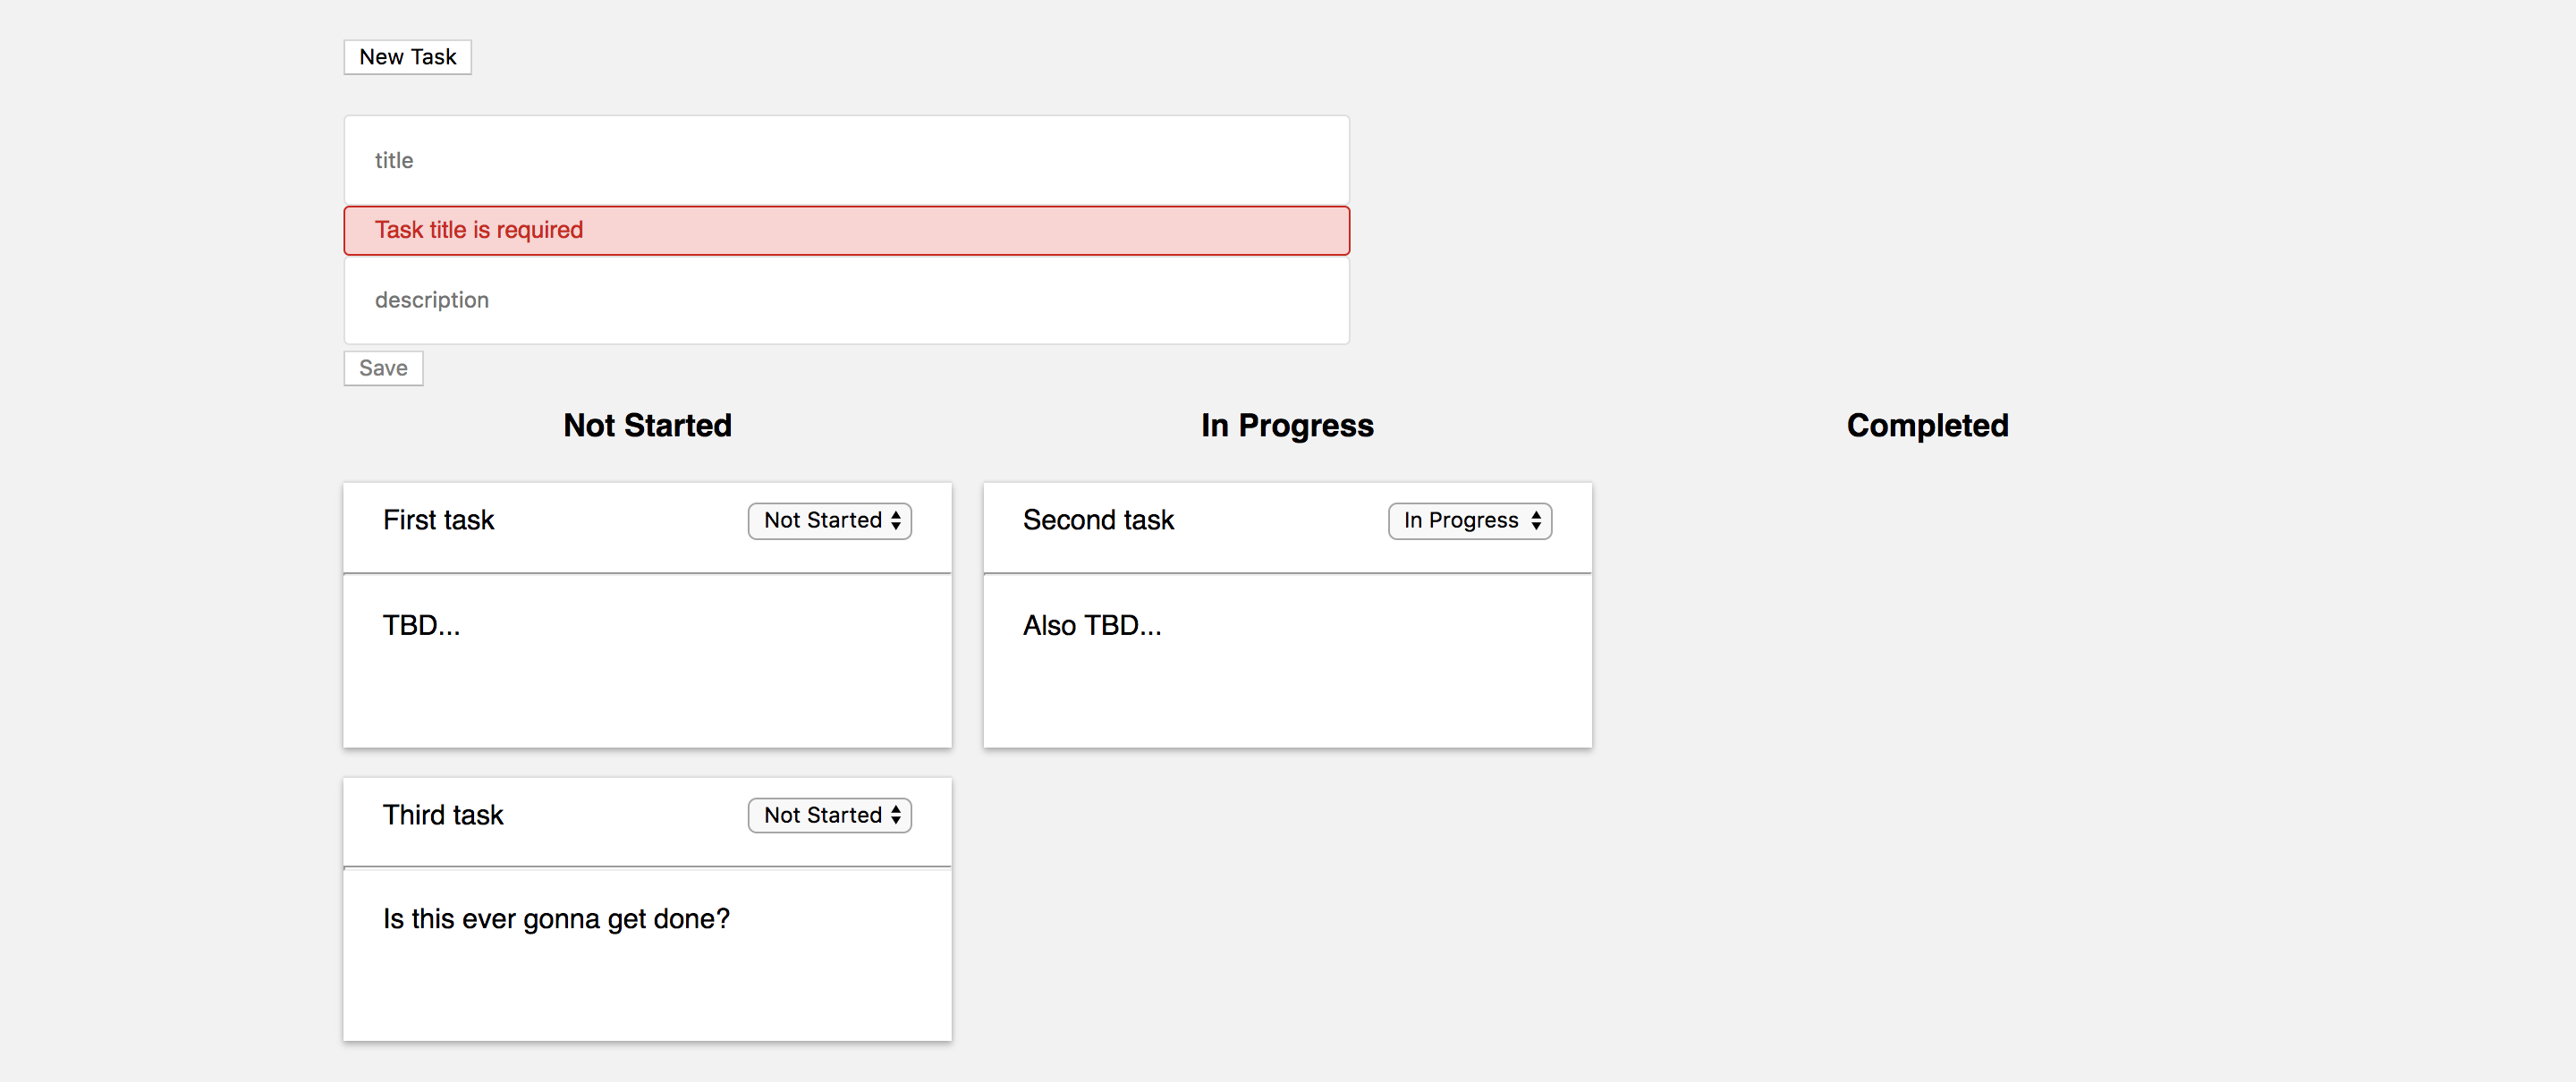 New Task
title
Task title is required
description
Save
Not Started
In Progress
Completed
First task
Not Started
TBD...
Second task
In Progress
Also TBD...
Third task
Not Started
Is this ever gonna get done?